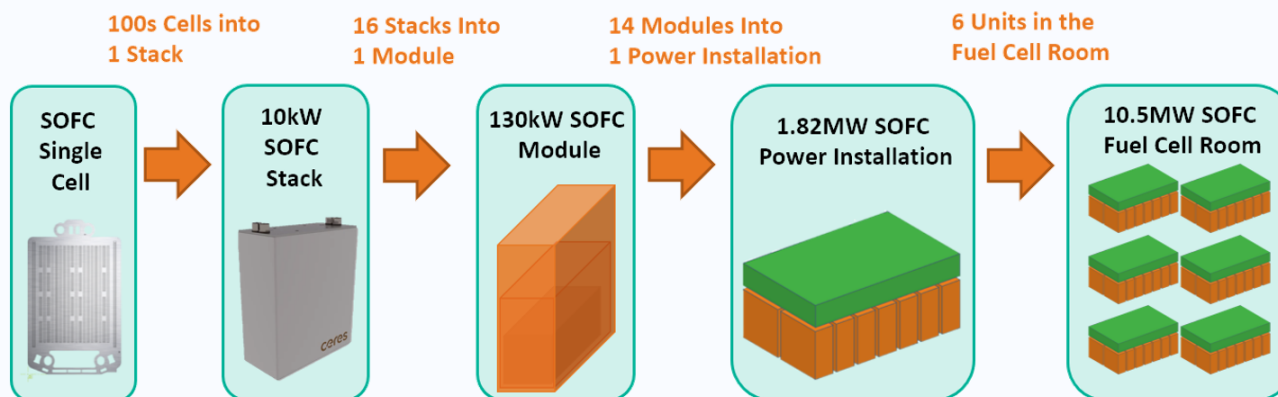 100s Cells into
1 Stack
16 Stacks Into
1 Module
14 Modules Into
1 Power Installation
6 Units in the
Fuel Cell Room
SOFC
Single
Cell
10kW
SOFC
Stack
130kW SOFC
Module
1.82MW SOFC
Power Installation
10.5MW SOFC
Fuel Cell Room
ceres